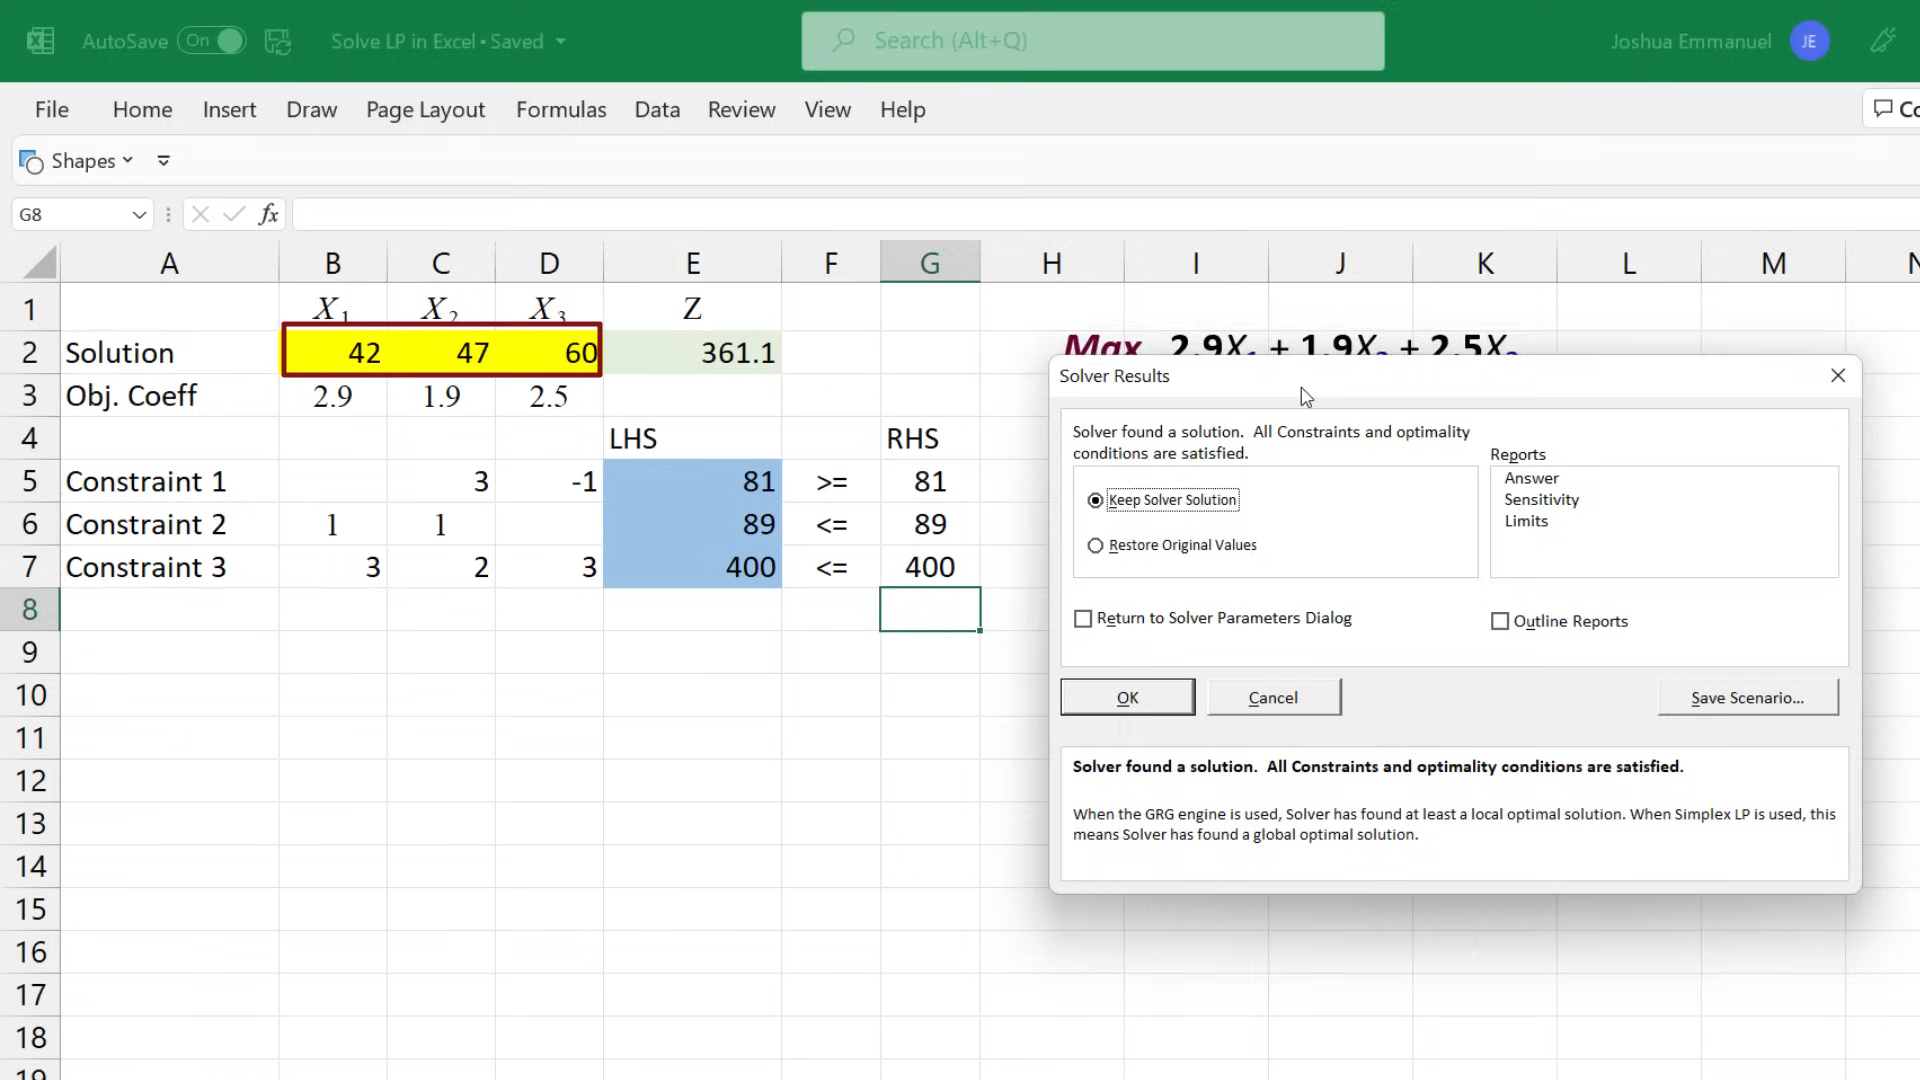 AutoSave On Solve LP in Excel • Saved Search (Alt+Q) Joshua Emmanuel JE
File Home Insert Draw Page Layout Formulas Data Review View Help
Shapes
G8 fx
A B C D E F G H I J K L M N
1 X1 X2 X3 Z
2 Solution 42 47 60 361.1
Max 2.9X1 + 1.9X2 + 2.5X3
3 Obj. Coeff 2.9 1.9 2.5
4 LHS RHS
5 Constraint 1 3 -1 81 >= 81
6 Constraint 2 1 1 89 <= 89
7 Constraint 3 3 2 3 400 <= 400
8
9
10
11
12
13
14
15
16
17
18
19
Solver Results
Solver found a solution. All Constraints and optimality
conditions are satisfied.
Keep Solver Solution
Restore Original Values
Reports
Answer
Sensitivity
Limits
Return to Solver Parameters Dialog
Outline Reports
OK Cancel Save Scenario...
Solver found a solution. All Constraints and optimality conditions are satisfied.
When the GRG engine is used, Solver has found at least a local optimal solution. When Simplex LP is used, this
means Solver has found a global optimal solution.